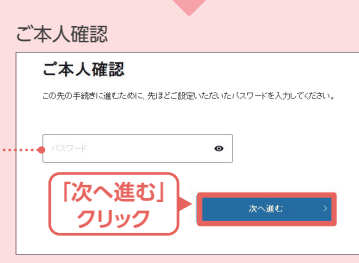 ご本人確認
ご本人確認
この先の手続きに進むために、先ほどご設定いただいたパスワードを入力してください。
パスワード
「次へ進む」
クリック
次へ進む